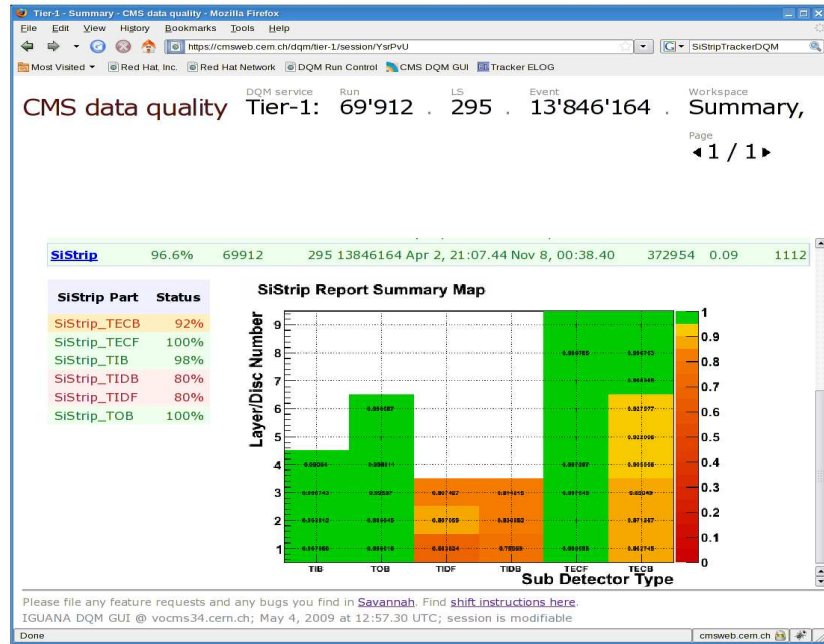 Tier-1 - Summary - CMS data quality - Mozilla Firefox
File Edit View History Bookmarks Tools Help
https://cmsweb.cern.ch/dqm/tier-1/session/YsrPvU
SiStripTrackerDQM
Most Visited Red Hat, Inc. Red Hat Network DQM Run Control CMS DQM GUI Tracker ELOG
DQM service Run LS Event Workspace
CMS data quality Tier-1: 69'912 . 295 . 13'846'164 . Summary,
Page
1 / 1
SiStrip 96.6% 69912 295 13846164 Apr 2, 21:07.44 Nov 8, 00:38.40 372954 0.09 1112
SiStrip Part Status
SiStrip_TECB 92%
SiStrip_TECF 100%
SiStrip_TIB 98%
SiStrip_TIDB 80%
SiStrip_TIDF 80%
SiStrip_TOB 100%
SiStrip Report Summary Map
Layer/Disc Number
9
8
7
6
5
4
3
2
1
TIB TOB TIDF TIDB TECF TECB
Sub Detector Type
1
0.9
0.8
0.7
0.6
0.5
0.4
0.3
0.2
0.1
0
Please file any feature requests and any bugs you find in Savannah. Find shift instructions here.
IGUANA DQM GUI @ vocms34.cern.ch; May 4, 2009 at 12:57.30 UTC; session is modifiable
Done
cmsweb.cern.ch